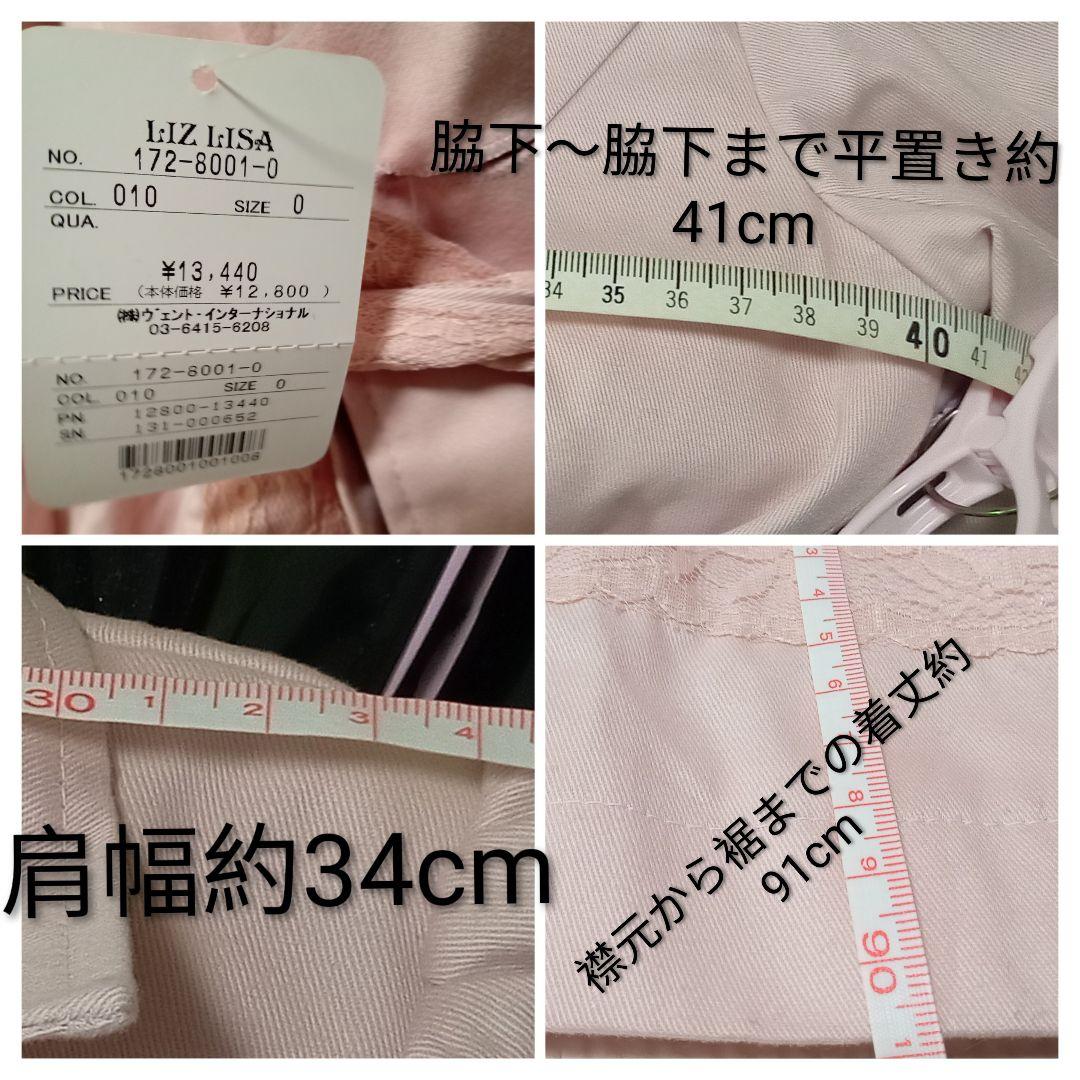 LIZ LISA
NO. 172-8001-0
COL. 010 SIZE 0
QUA.
¥13,440
PRICE (本体価格 ¥12,800 )
㈱ヴェント・インターナショナル
03-6415-6208
NO. 172-8001-0
COL. 010 SIZE 0
PN. 12800-13440
SN. 131-000652
1728001001008
脇下〜脇下まで平置き約
41cm
34 35 36 37 38 39 40 41 42
30 1 2 3 4
肩幅約34cm
3 4 5 6 7 8 9 90 1
襟元から裾までの着丈約
91cm